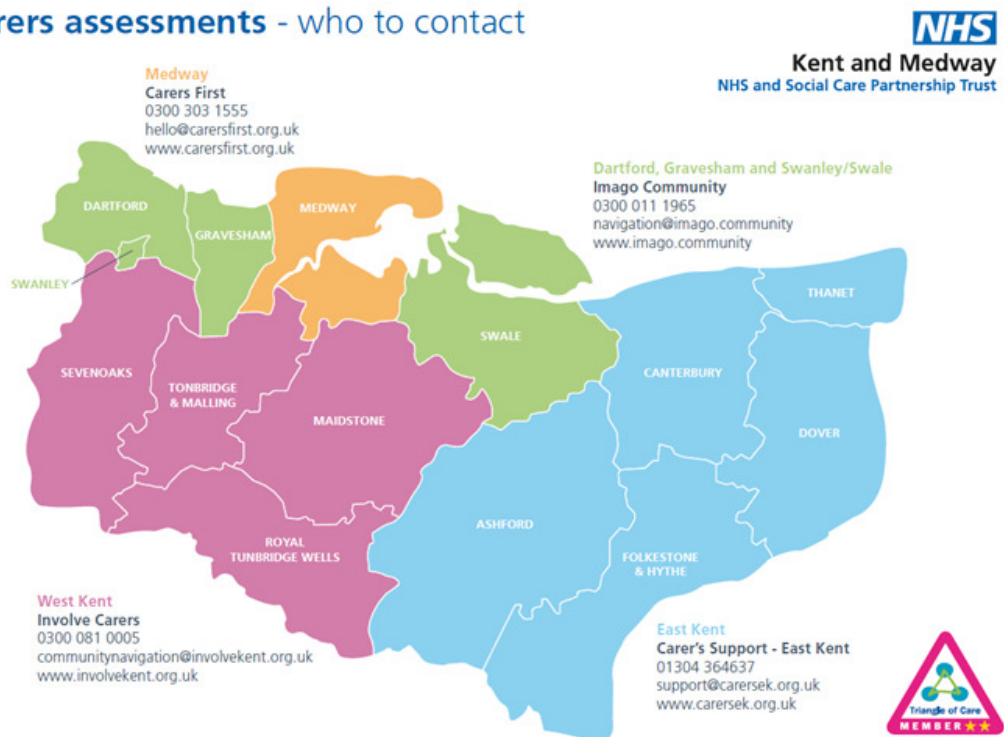 rers assessments - who to contact
NHS
Kent and Medway
NHS and Social Care Partnership Trust
Medway
Carers First
0300 303 1555
hello@carersfirst.org.uk
www.carersfirst.org.uk
Dartford, Gravesham and Swanley/Swale
Imago Community
0300 011 1965
navigation@imago.community
www.imago.community
DARTFORD
GRAVESHAM
MEDWAY
SWANLEY
THANET
SWALE
SEVENOAKS
TONBRIDGE
& MALLING
CANTERBURY
MAIDSTONE
DOVER
ASHFORD
ROYAL
TUNBRIDGE WELLS
FOLKESTONE
& HYTHE
West Kent
Involve Carers
0300 081 0005
communitynavigation@involvekent.org.uk
www.involvekent.org.uk
East Kent
Carer's Support - East Kent
01304 364637
support@carersek.org.uk
www.carersek.org.uk
Triangle of Care
MEMBER